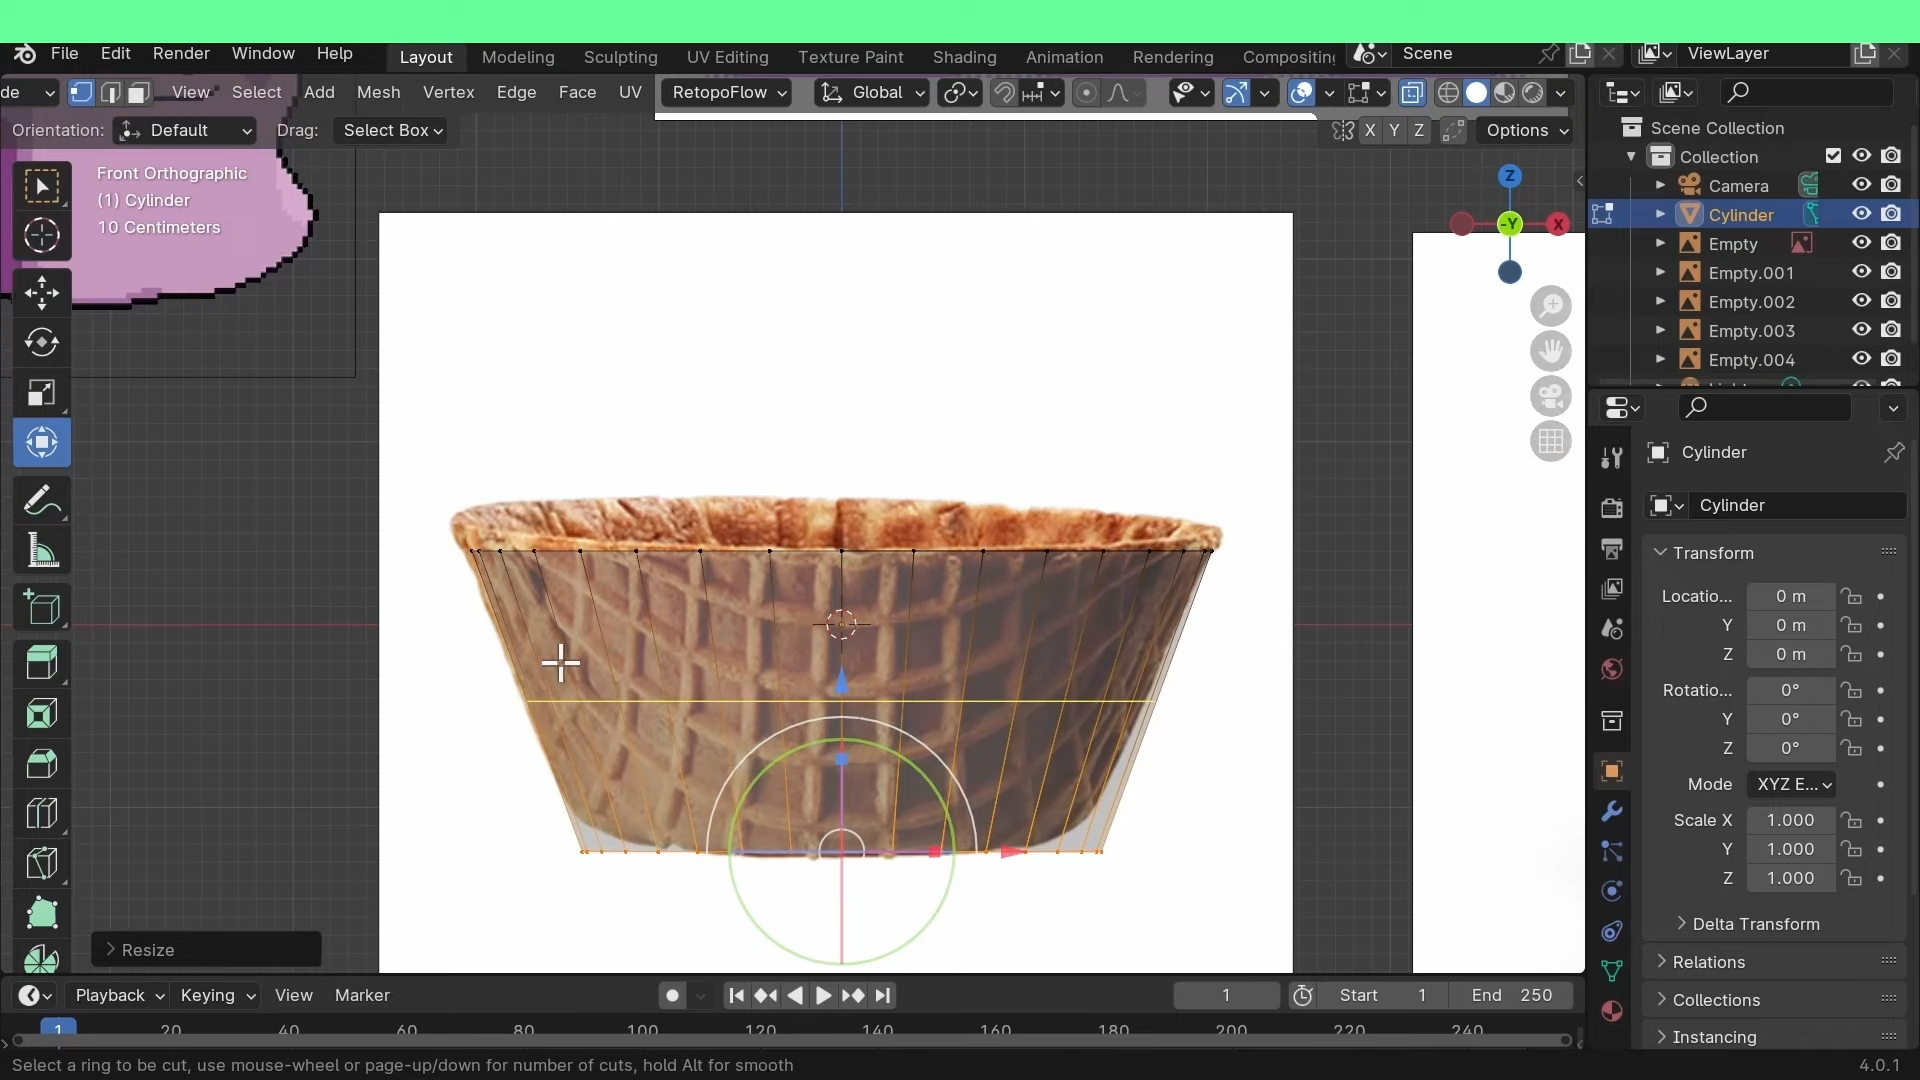 File Edit Render Window Help Layout Modeling Sculpting UV Editing Texture Paint Shading Animation Rendering Compositing Scene ViewLayer
de View Select Add Mesh Vertex Edge Face UV RetopoFlow Global
Orientation: Default Drag: Select Box X Y Z Options
Front Orthographic
(1) Cylinder
10 Centimeters
Z
-Y X
Scene Collection
Collection
Camera
Cylinder
Empty
Empty.001
Empty.002
Empty.003
Empty.004
Cylinder
Cylinder
Transform
Locatio... 0 m
Y 0 m
Z 0 m
Rotatio... 0°
Y 0°
Z 0°
Mode XYZ E...
Scale X 1.000
Y 1.000
Z 1.000
Delta Transform
Relations
Collections
Instancing
Resize
Playback Keying View Marker 1 Start 1 End 250
1 20 40 60 80 100 120 140 160 180 200 220 240
Select a ring to be cut, use mouse-wheel or page-up/down for number of cuts, hold Alt for smooth 4.0.1